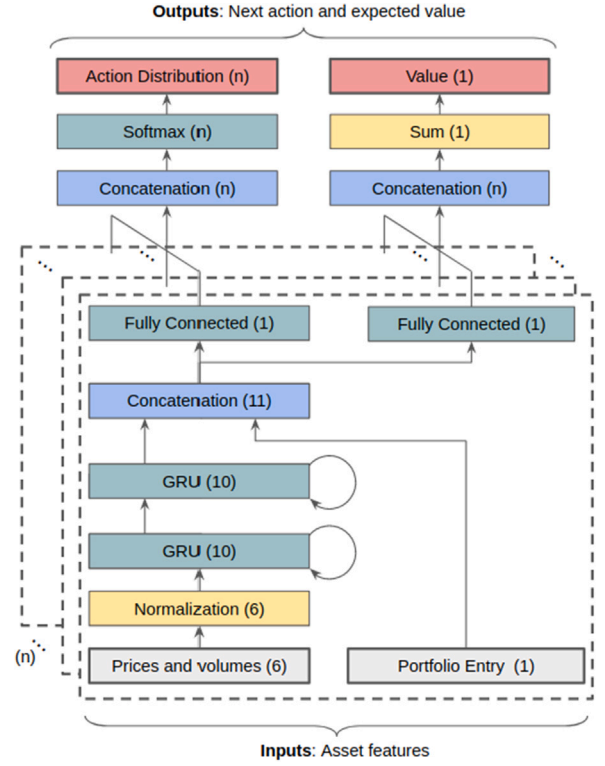 Outputs: Next action and expected value
Action Distribution (n)
Value (1)
Softmax (n)
Sum (1)
Concatenation (n)
Concatenation (n)
...
...
...
...
Fully Connected (1)
Fully Connected (1)
Concatenation (11)
GRU (10)
GRU (10)
Normalization (6)
...
(n)
Prices and volumes (6)
Portfolio Entry (1)
Inputs: Asset features